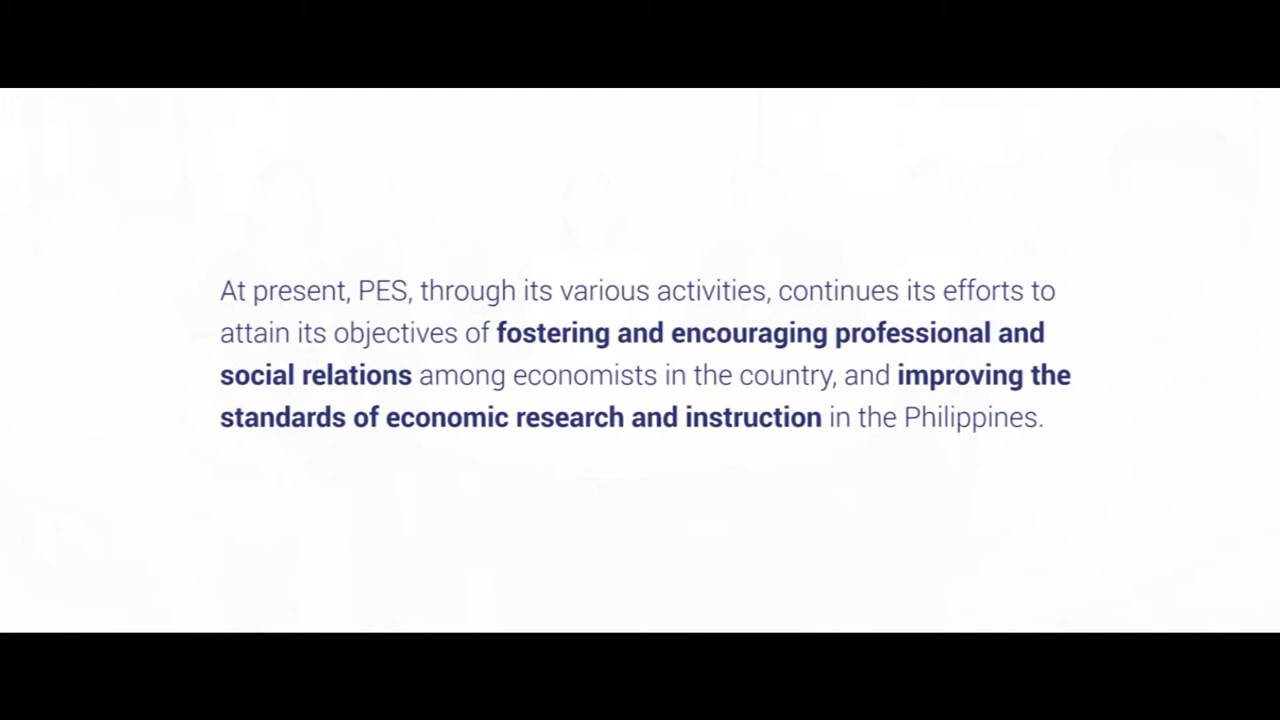 At present, PES, through its various activities, continues its efforts to
attain its objectives of fostering and encouraging professional and
social relations among economists in the country, and improving the
standards of economic research and instruction in the Philippines.